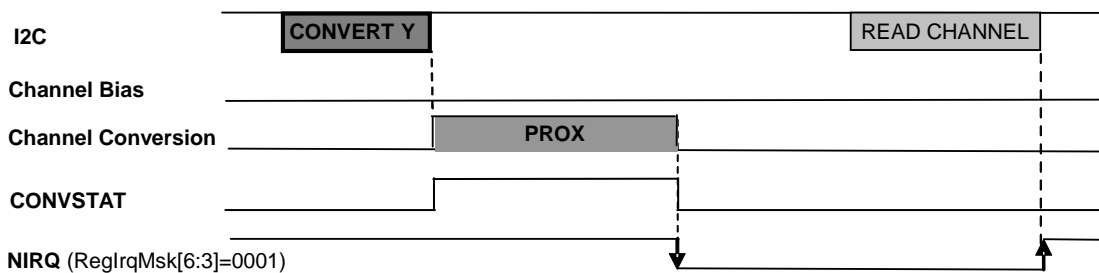 I2C CONVERT Y READ CHANNEL
Channel Bias
Channel Conversion PROX
CONVSTAT
NIRQ (RegIrqMsk[6:3]=0001)